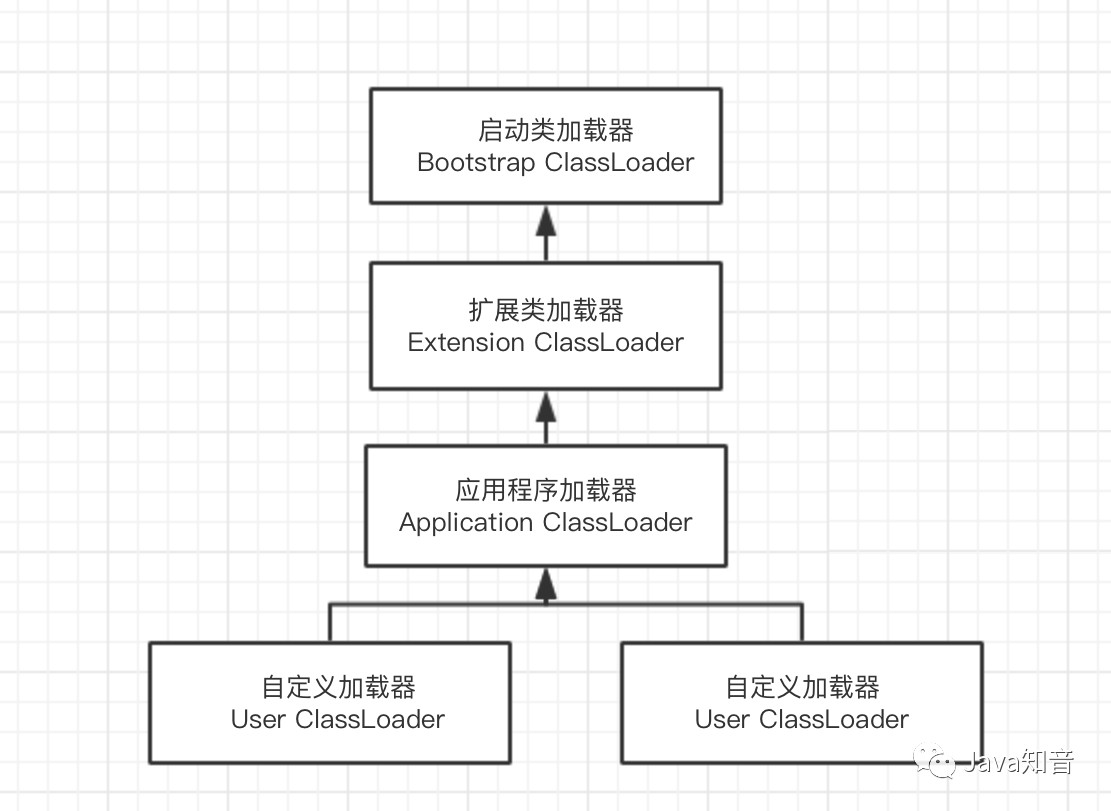 启动类加载器
Bootstrap ClassLoader
扩展类加载器
Extension ClassLoader
应用程序加载器
Application ClassLoader
自定义加载器
User ClassLoader
自定义加载器
User ClassLoader
Java知音